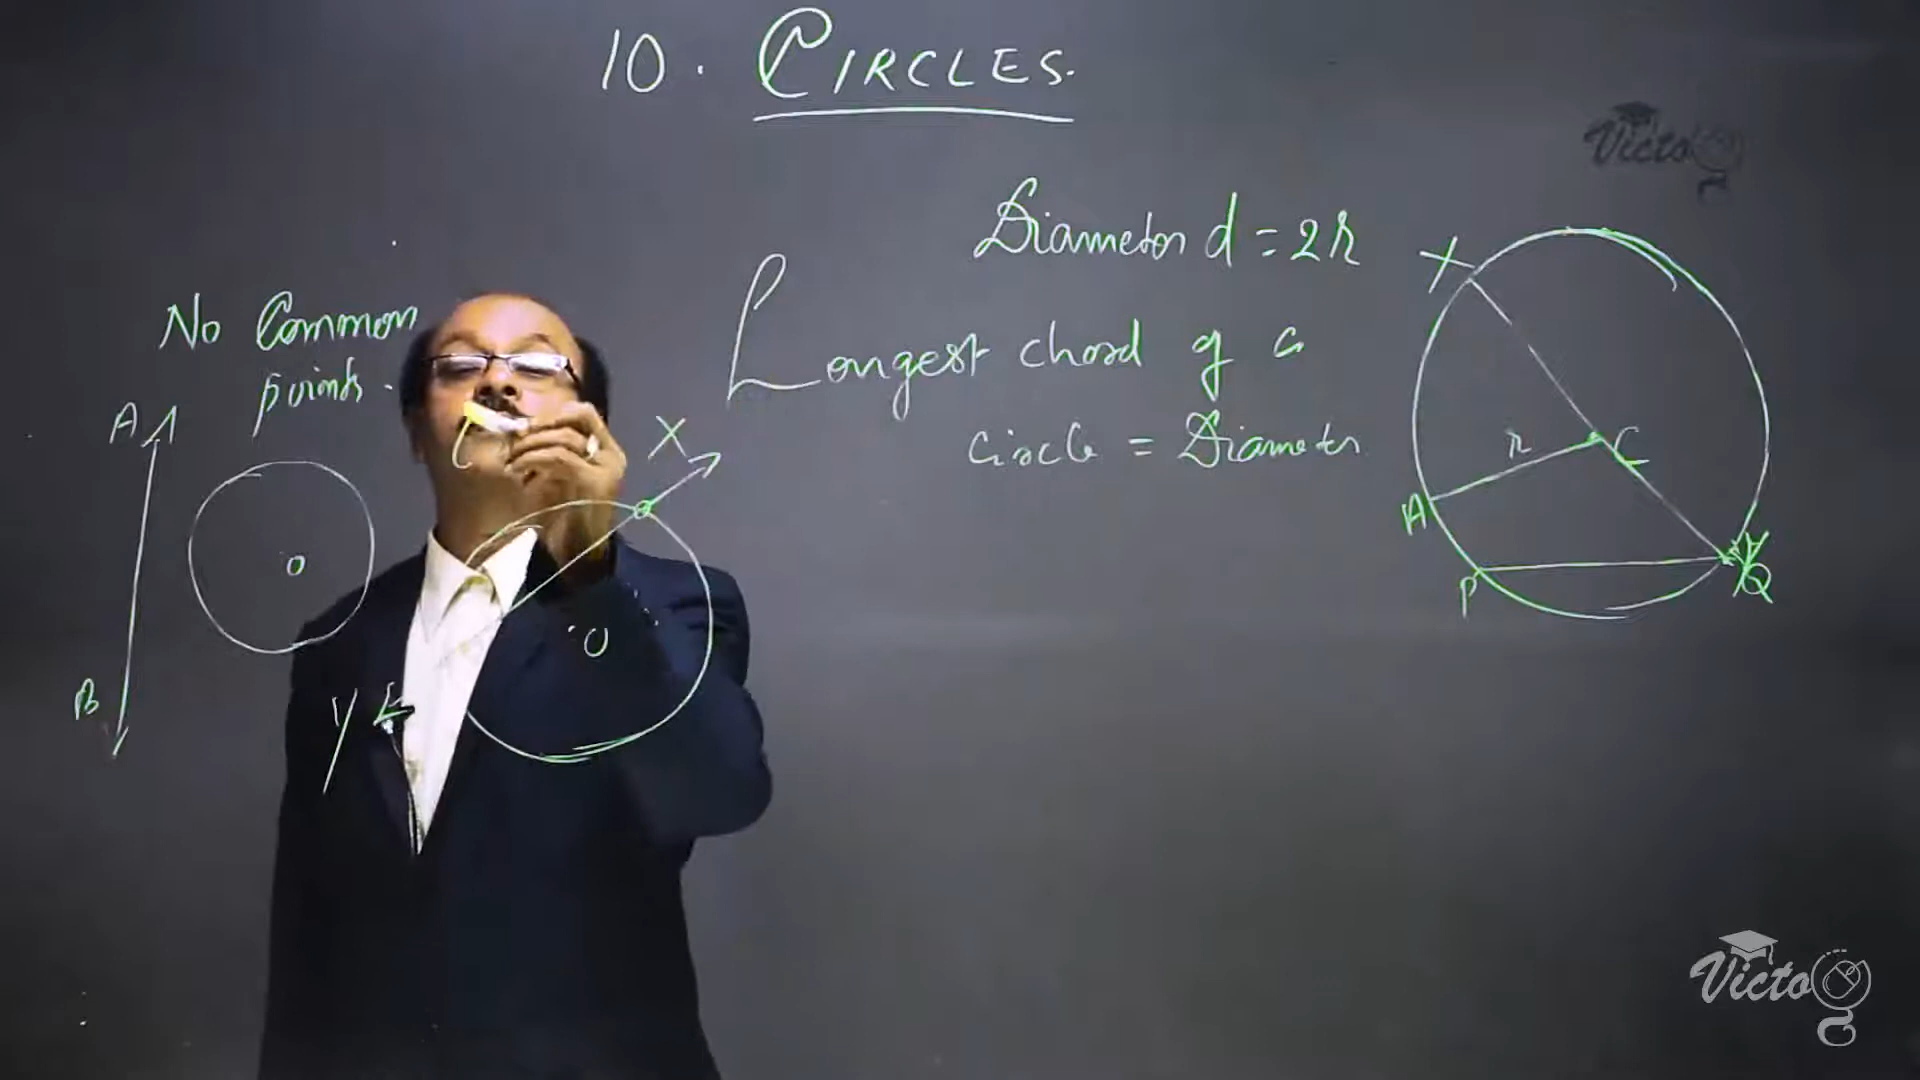 10. CIRCLES.
Diameter d = 2r
Longest chord of a
circle = Diameter
No Common
points.
A
B
O
X
Y
O
C
X
r
C
A
P
Y
Q
Victo
Victo